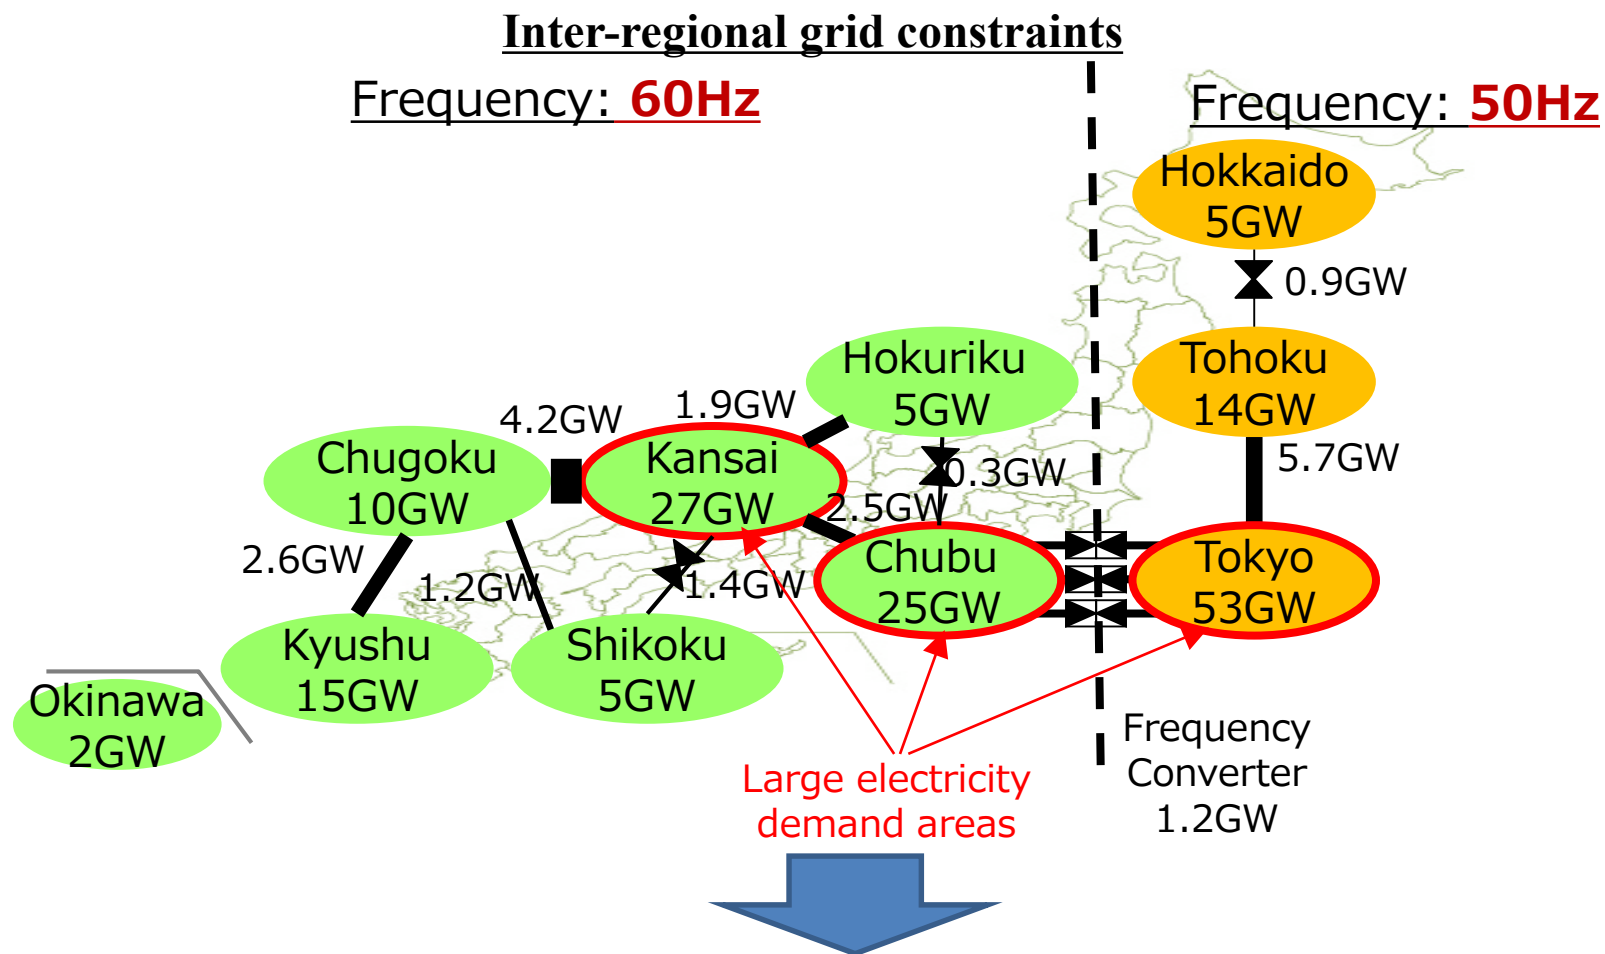 Inter-regional grid constraints
Frequency: 60Hz
Frequency: 50Hz
Hokkaido
5GW
0.9GW
Tohoku
14GW
5.7GW
Tokyo
53GW
Hokuriku
5GW
0.3GW
1.9GW
4.2GW
Kansai
27GW
2.5GW
Chubu
25GW
Chugoku
10GW
2.6GW
1.2GW
1.4GW
Kyushu
15GW
Shikoku
5GW
Okinawa
2GW
Large electricity
demand areas
Frequency
Converter
1.2GW